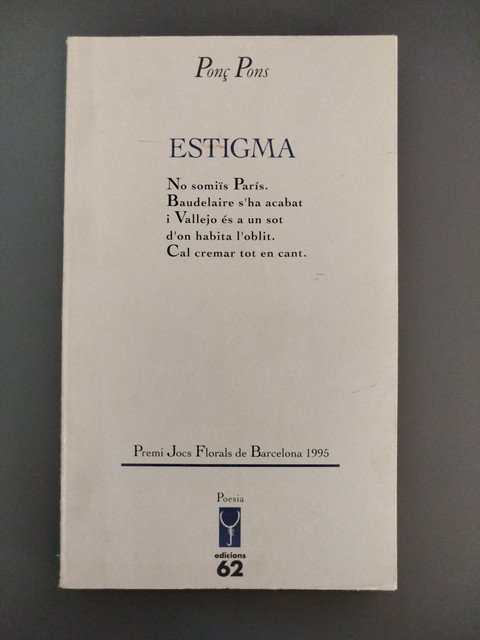 Ponç Pons
ESTIGMA
No somiïs París.
Baudelaire s'ha acabat
i Vallejo és a un sot
d'on habita l'oblit.
Cal cremar tot en cant.
Premi Jocs Florals de Barcelona 1995
Poesia
edicions
62